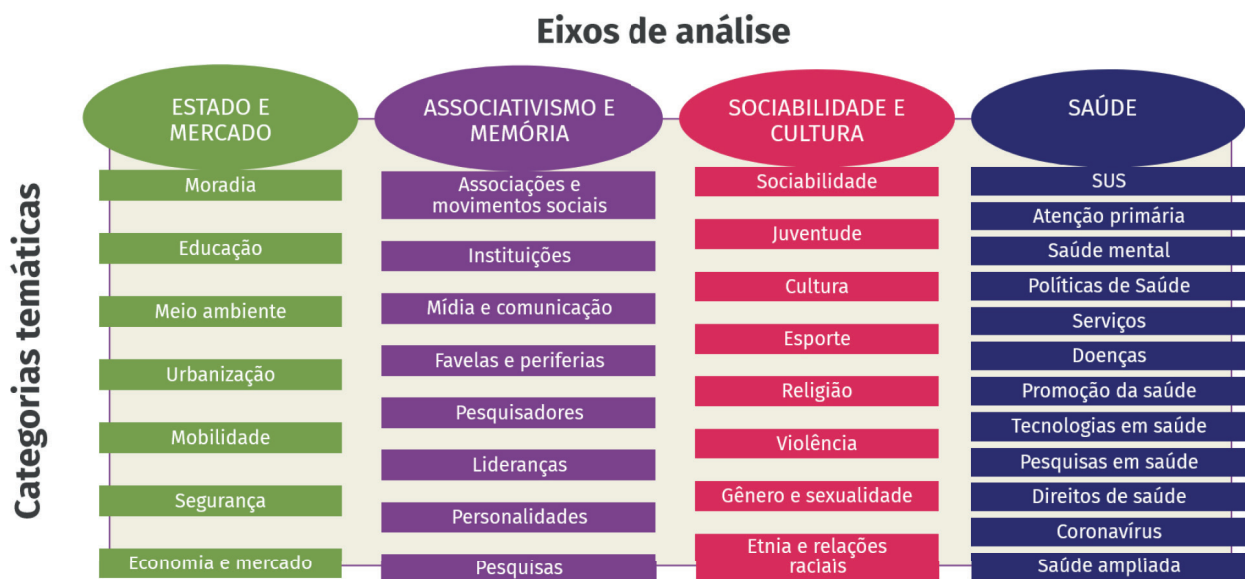 Eixos de análise
Categorias temáticas
ESTADO E
MERCADO
Moradia
Educação
Meio ambiente
Urbanização
Mobilidade
Segurança
Economia e mercado
ASSOCIATIVISMO E
MEMÓRIA
Associações e
movimentos sociais
Instituições
Mídia e comunicação
Favelas e periferias
Pesquisadores
Lideranças
Personalidades
Pesquisas
SOCIABILIDADE E
CULTURA
Sociabilidade
Juventude
Cultura
Esporte
Religião
Violência
Gênero e sexualidade
Etnia e relações
raciais
SAÚDE
SUS
Atenção primária
Saúde mental
Políticas de Saúde
Serviços
Doenças
Promoção da saúde
Tecnologias em saúde
Pesquisas em saúde
Direitos de saúde
Coronavírus
Saúde ampliada